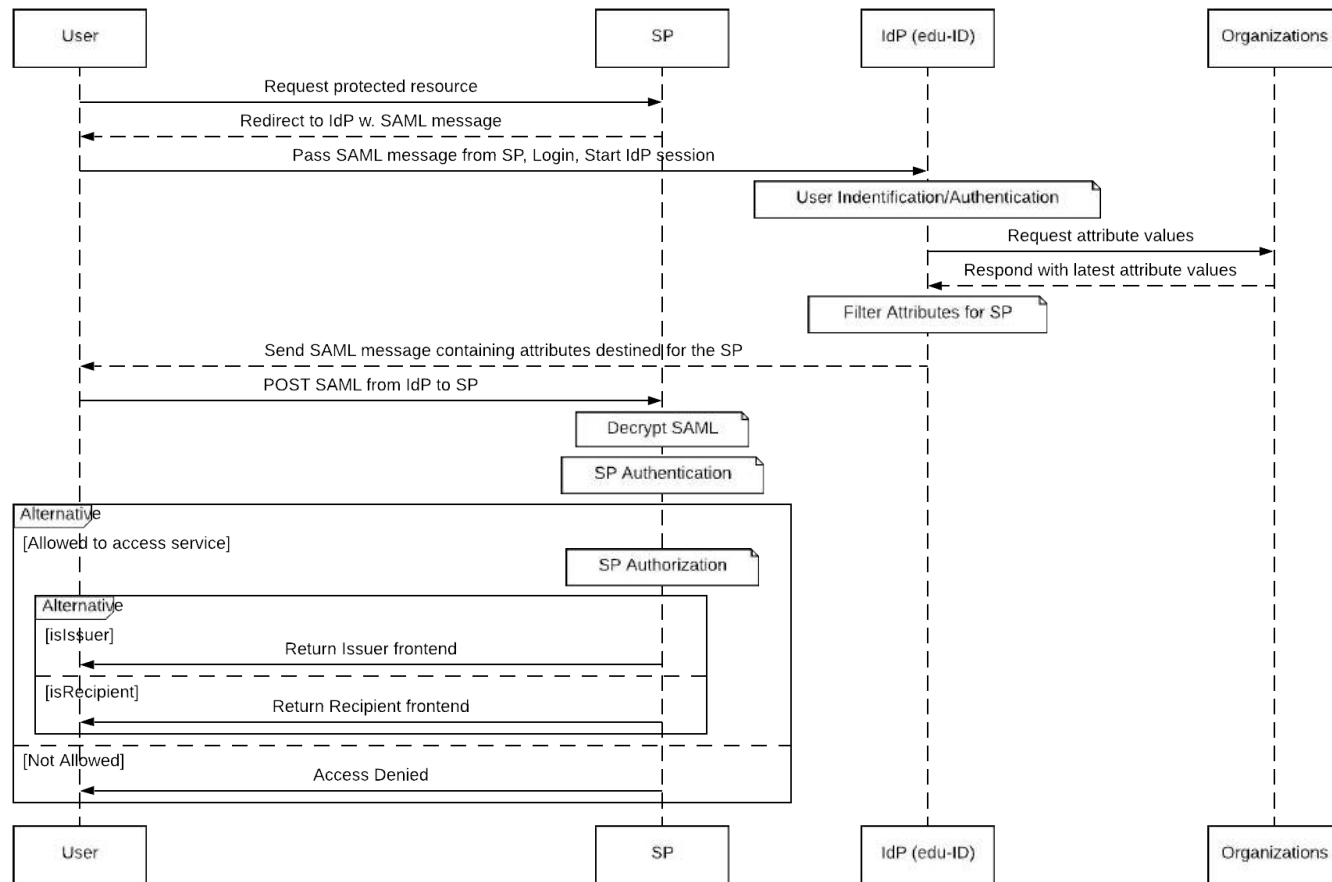 User
SP
IdP (edu-ID)
Organizations
Request protected resource
Redirect to IdP w. SAML message
Pass SAML message from SP, Login, Start IdP session
User Indentification/Authentication
Request attribute values
Respond with latest attribute values
Filter Attributes for SP
Send SAML message containing attributes destined for the SP
POST SAML from IdP to SP
Decrypt SAML
SP Authentication
Alternative
[Allowed to access service]
SP Authorization
Alternative
[isIssuer]
Return Issuer frontend
[isRecipient]
Return Recipient frontend
[Not Allowed]
Access Denied
User
SP
IdP (edu-ID)
Organizations